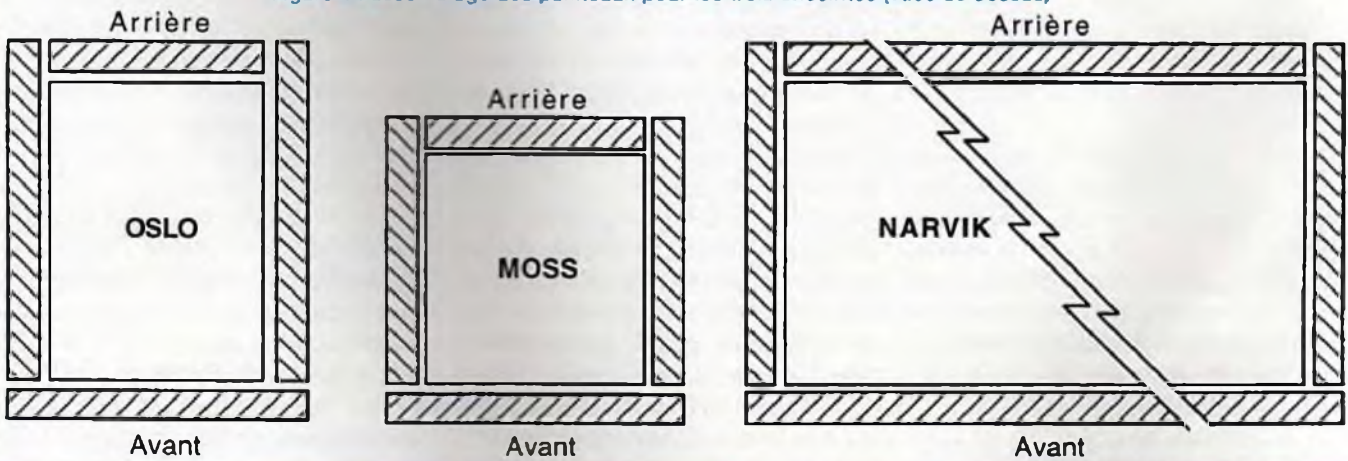 Arrière
Arrière
Arrière
OSLO
MOSS
NARVIK
Avant
Avant
Avant